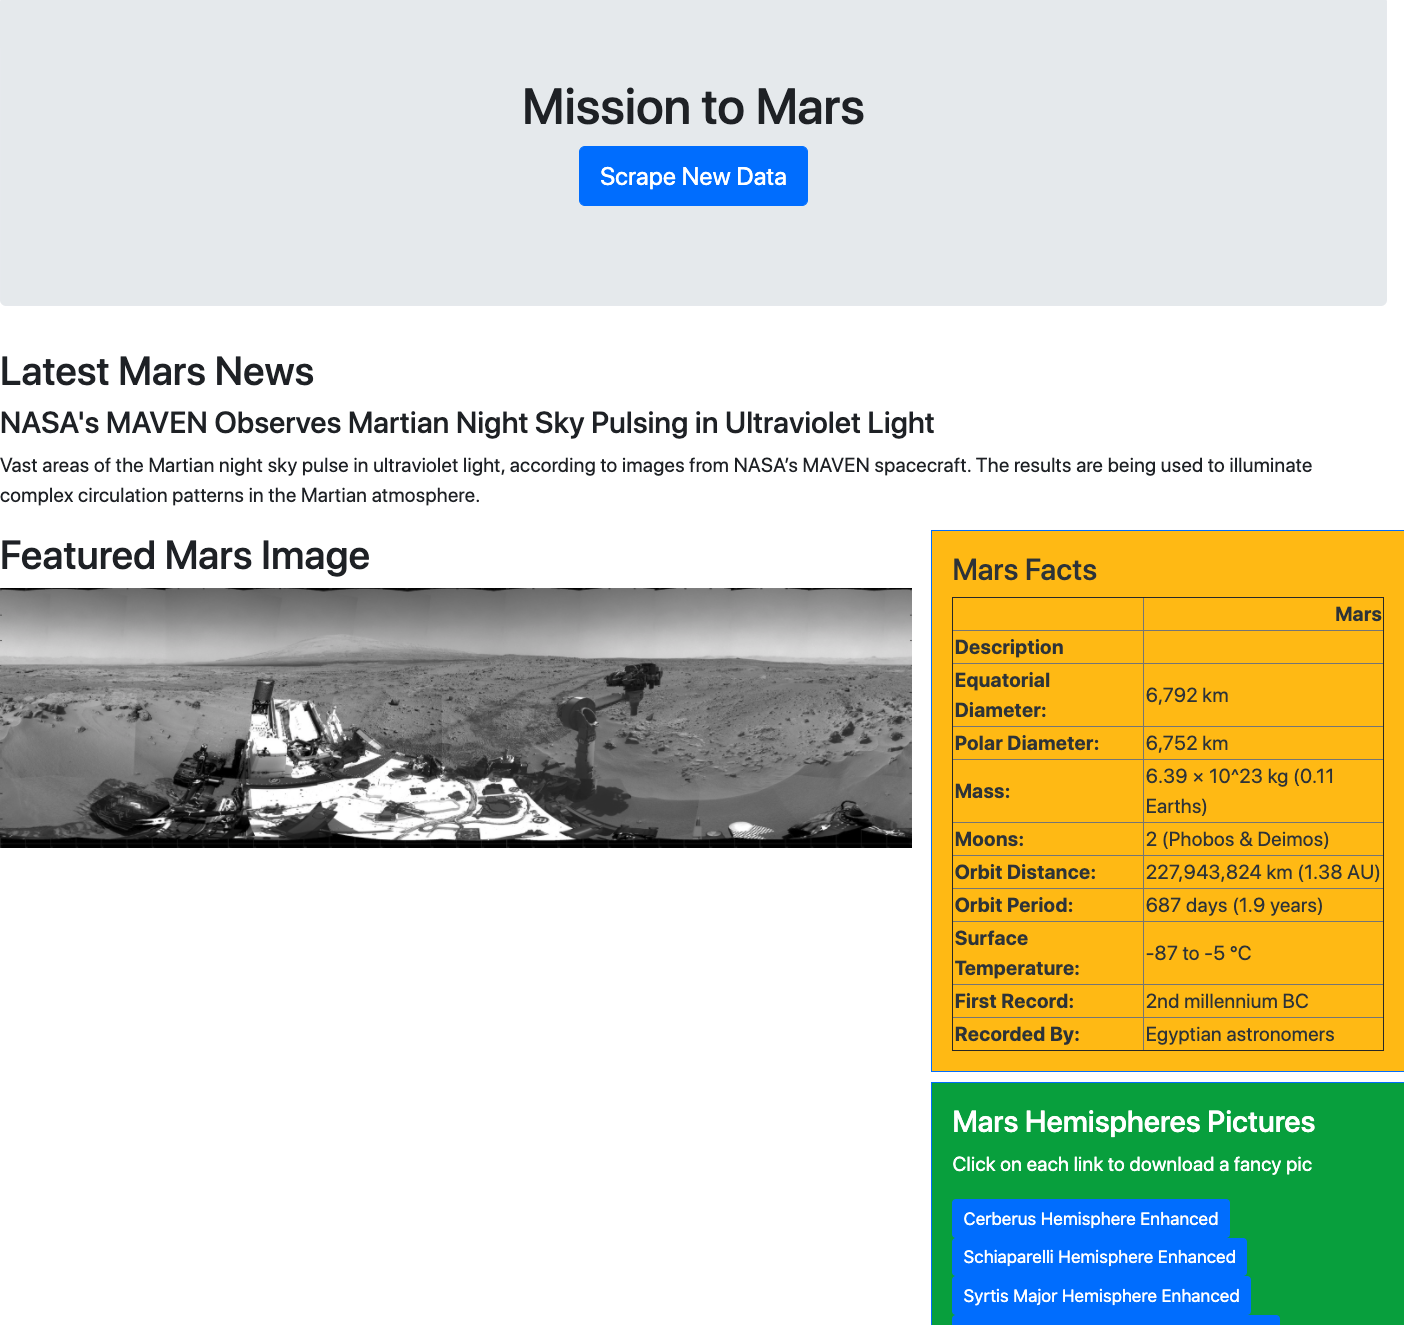 Mission to Mars
Scrape New Data
Latest Mars News
NASA's MAVEN Observes Martian Night Sky Pulsing in Ultraviolet Light
Vast areas of the Martian night sky pulse in ultraviolet light, according to images from NASA’s MAVEN spacecraft. The results are being used to illuminate
complex circulation patterns in the Martian atmosphere.
Featured Mars Image
Mars Facts
Mars
Description
Equatorial
Diameter:
6,792 km
Polar Diameter: 6,752 km
Mass:
6.39 × 10^23 kg (0.11
Earths)
Moons: 2 (Phobos & Deimos)
Orbit Distance: 227,943,824 km (1.38 AU)
Orbit Period: 687 days (1.9 years)
Surface
Temperature:
-87 to -5 °C
First Record: 2nd millennium BC
Recorded By: Egyptian astronomers
Mars Hemispheres Pictures
Click on each link to download a fancy pic
Cerberus Hemisphere Enhanced
Schiaparelli Hemisphere Enhanced
Syrtis Major Hemisphere Enhanced